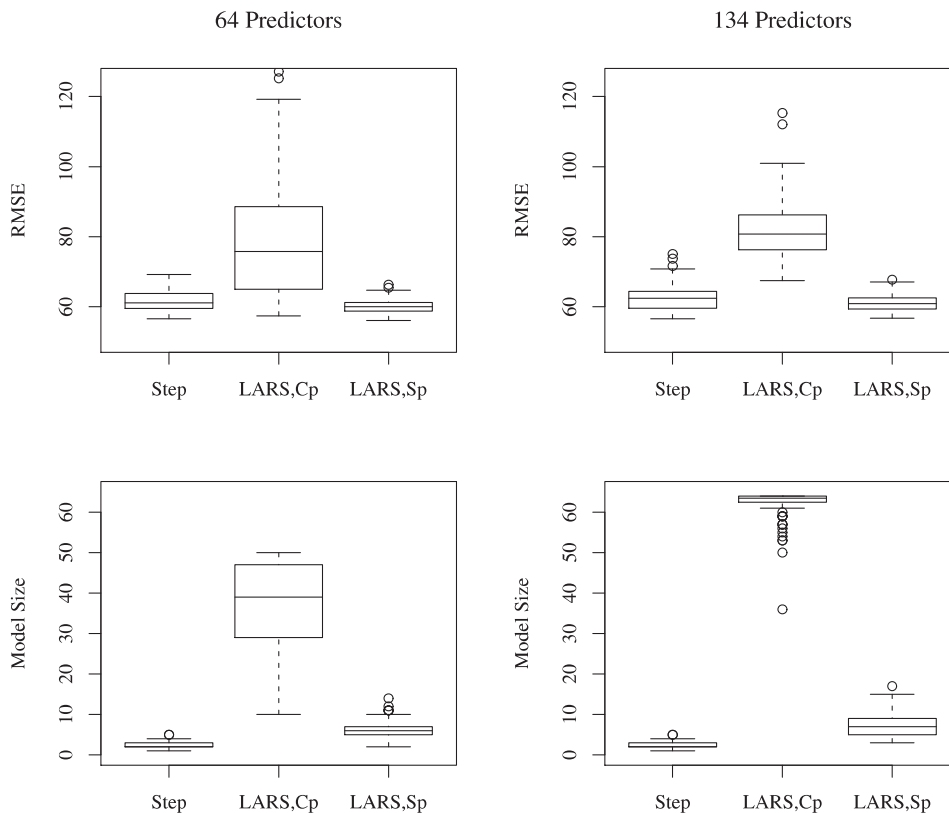 64 Predictors
RMSE
60 80 100 120
Step LARS,Cp LARS,Sp
134 Predictors
RMSE
60 80 100 120
Step LARS,Cp LARS,Sp
Model Size
0 10 20 30 40 50 60
Step LARS,Cp LARS,Sp
Model Size
0 10 20 30 40 50 60
Step LARS,Cp LARS,Sp